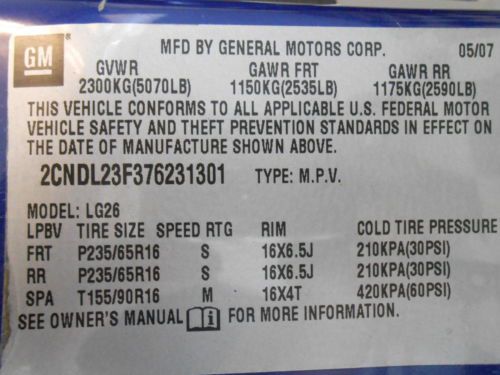 GM
MFD BY GENERAL MOTORS CORP. 05/07
GVWR GAWR FRT GAWR RR
2300KG(5070LB) 1150KG(2535LB) 1175KG(2590LB)
THIS VEHICLE CONFORMS TO ALL APPLICABLE U.S. FEDERAL MOTOR
VEHICLE SAFETY AND THEFT PREVENTION STANDARDS IN EFFECT ON
THE DATE OF MANUFACTURE SHOWN ABOVE.
2CNDL23F376231301 TYPE: M.P.V.
MODEL: LG26
LPBV TIRE SIZE SPEED RTG RIM COLD TIRE PRESSURE
FRT P235/65R16 S 16X6.5J 210KPA(30PSI)
RR P235/65R16 S 16X6.5J 210KPA(30PSI)
SPA T155/90R16 M 16X4T 420KPA(60PSI)
SEE OWNER'S MANUAL i FOR MORE INFORMATION.